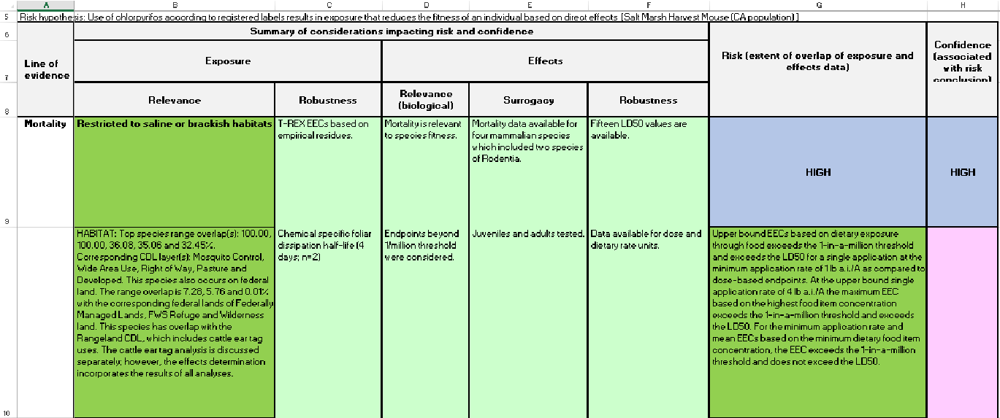 A B C D E F G H
5 Risk hypothesis: Use of chlorpyrifos according to registered labels results in exposure that reduces the fitness of an individual based on direct effects [Salt Marsh Harvest Mouse (CA population).]
6
Summary of considerations impacting risk and confidence
Line of
evidence
Exposure
Effects
Risk (extent of overlap of exposure and
effects data)
Confidence
(associated
with risk
conclusion)
7
Relevance
Robustness
Relevance
(biological)
Surrogacy
Robustness
8
Mortality
Restricted to saline or brackish habitats
T-REX EECs based on
empirical residues.
Mortality is relevant
to species fitness.
Mortality data available for
four mammalian species
which included two species
of Rodentia.
Fifteen LD50 values are
available.
HIGH
HIGH
9
HABITAT: Top species range overlap(s): 100.00,
100.00, 36.08, 35.06 and 32.45%.
Corresponding CDL layer(s): Mosquito Control,
Wide Area Use, Right of Way, Pasture and
Developed. This species also occurs on federal
land. The range overlap is 7.28, 5.76 and 0.01%
with the corresponding federal lands of Federally
Managed Lands, FWS Refuge and Wilderness
land. This species has overlap with the
Rangeland CDL, which includes cattle ear tag
uses. The cattle ear tag analysis is discussed
separately; however, the effects determination
incorporates the results of all analyses.
Chemical specific foliar
dissipation half-life (4
days; n=2)
Endpoints beyond
1/million threshold
were considered.
Juveniles and adults tested.
Data available for dose and
dietary rate units.
Upper bound EECs based on dietary exposure
through food exceeds the 1-in-a-million threshold
and exceeds the LD50 for a single application at the
minimum application rate of 1 lb a.i./A as compared to
dose-based endpoints. At the upper bound single
application rate of 4 lb a.i./A the maximum EEC
based on the highest food item concentration
exceeds the 1-in-a-million threshold and exceeds
the LD50. For the minimum application rate and
mean EECs based on the minimum dietary food item
concentration, the EEC exceeds the 1-in-a-million
threshold and does not exceed the LD50.
10